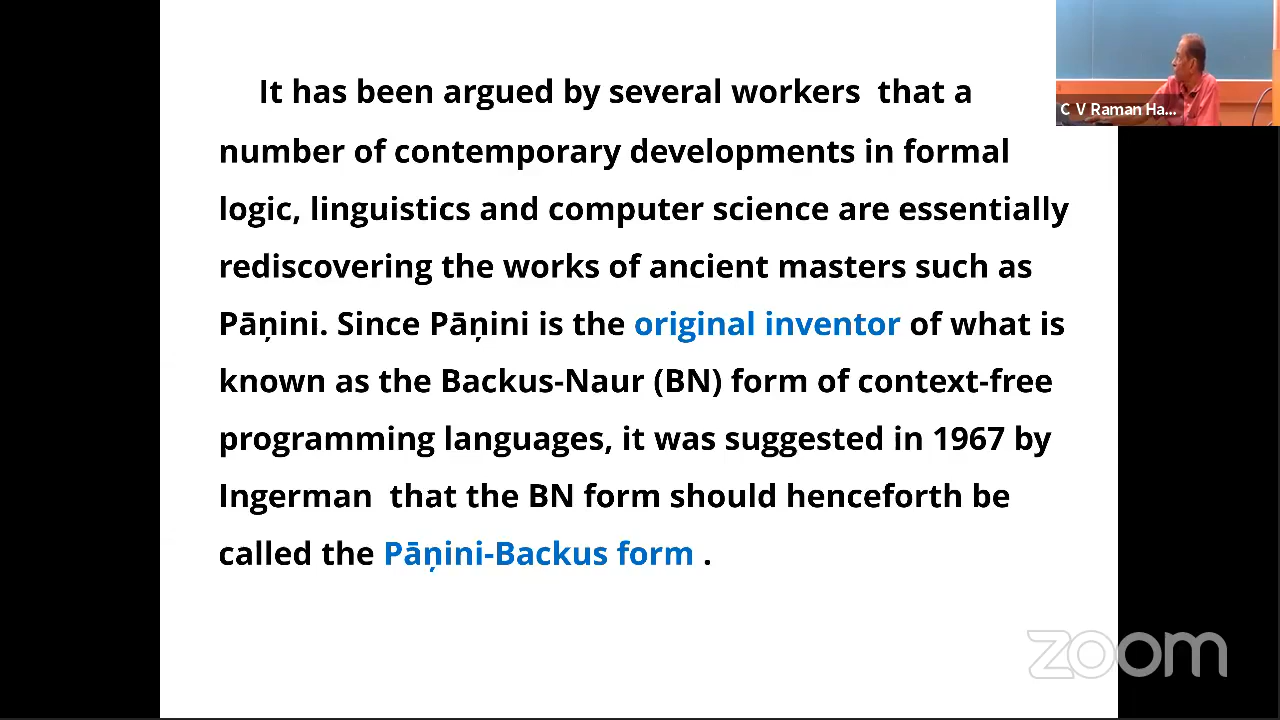 It has been argued by several workers that a
number of contemporary developments in formal
logic, linguistics and computer science are essentially
rediscovering the works of ancient masters such as
Pāṇini. Since Pāṇini is the original inventor of what is
known as the Backus-Naur (BN) form of context-free
programming languages, it was suggested in 1967 by
Ingerman that the BN form should henceforth be
called the Pāṇini-Backus form .
C V Raman Ha...
zoom